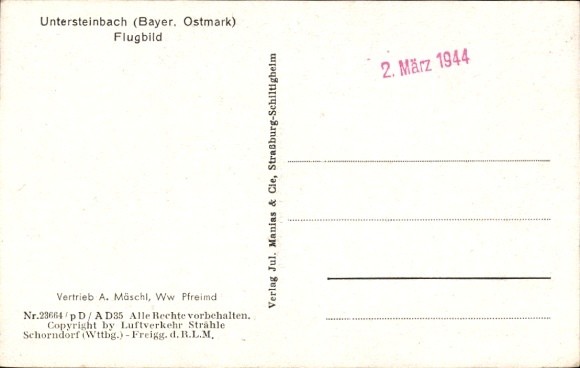 Untersteinbach (Bayer. Ostmark)
Flugbild
2. März 1944
Verlag Jul. Manias & Cie, Straßburg-Schiltigheim
Vertrieb A. Mäschl, Ww Pfreimd
Nr. 23664 / p D / A D35 Alle Rechte vorbehalten.
Copyright by Luftverkehr Strähle
Schorndorf (Wttbg.) - Freigg. d. R. L. M.